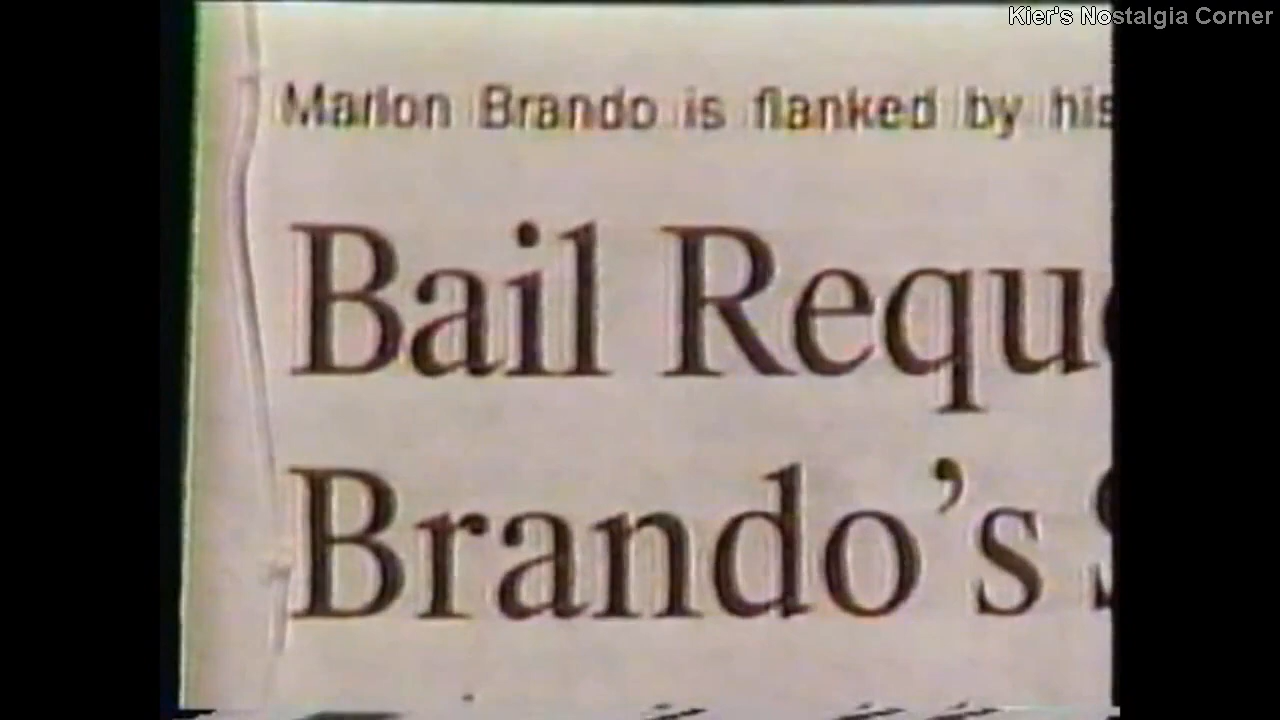 Kier's Nostalgia Corner
Marlon Brando is flanked by his
Bail Requ
Brando's